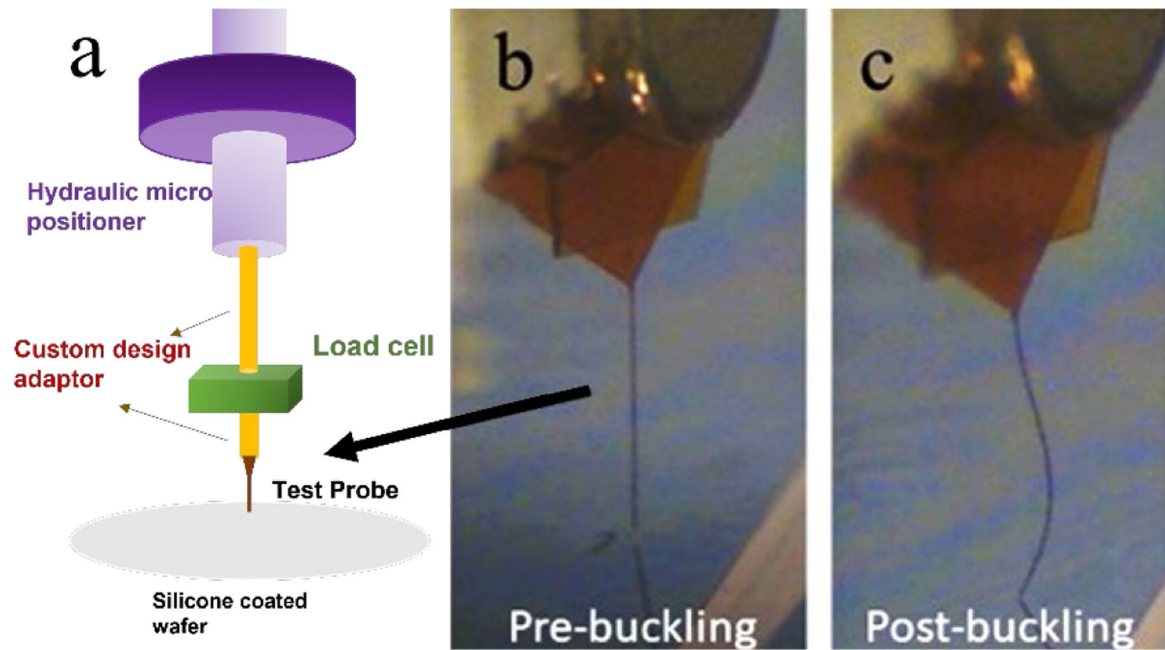 a
Hydraulic micro
positioner
Custom design
adaptor
Load cell
Test Probe
Silicone coated
wafer
b
Pre-buckling
c
Post-buckling